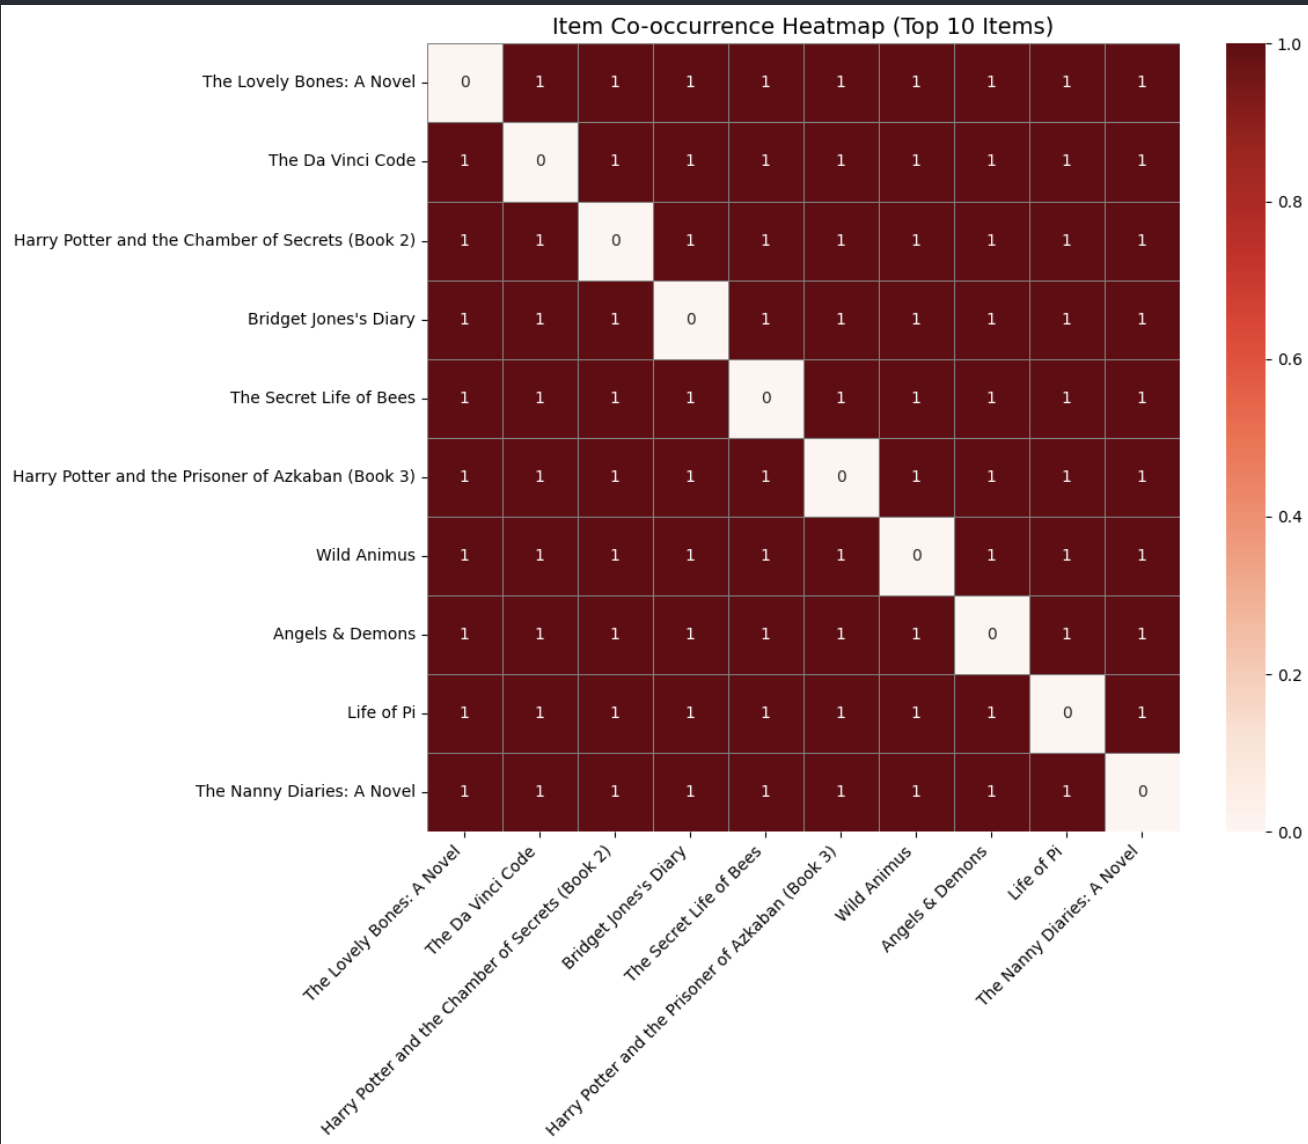 Item Co-occurrence Heatmap (Top 10 Items)
The Lovely Bones: A Novel 0 1 1 1 1 1 1 1 1 1
The Da Vinci Code 1 0 1 1 1 1 1 1 1 1
Harry Potter and the Chamber of Secrets (Book 2) 1 1 0 1 1 1 1 1 1 1
Bridget Jones's Diary 1 1 1 0 1 1 1 1 1 1
The Secret Life of Bees 1 1 1 1 0 1 1 1 1 1
Harry Potter and the Prisoner of Azkaban (Book 3) 1 1 1 1 1 0 1 1 1 1
Wild Animus 1 1 1 1 1 1 0 1 1 1
Angels & Demons 1 1 1 1 1 1 1 0 1 1
Life of Pi 1 1 1 1 1 1 1 1 0 1
The Nanny Diaries: A Novel 1 1 1 1 1 1 1 1 1 0
The Lovely Bones: A Novel
The Da Vinci Code
Harry Potter and the Chamber of Secrets (Book 2)
Bridget Jones's Diary
The Secret Life of Bees
Harry Potter and the Prisoner of Azkaban (Book 3)
Wild Animus
Angels & Demons
Life of Pi
The Nanny Diaries: A Novel
1.0
0.8
0.6
0.4
0.2
0.0